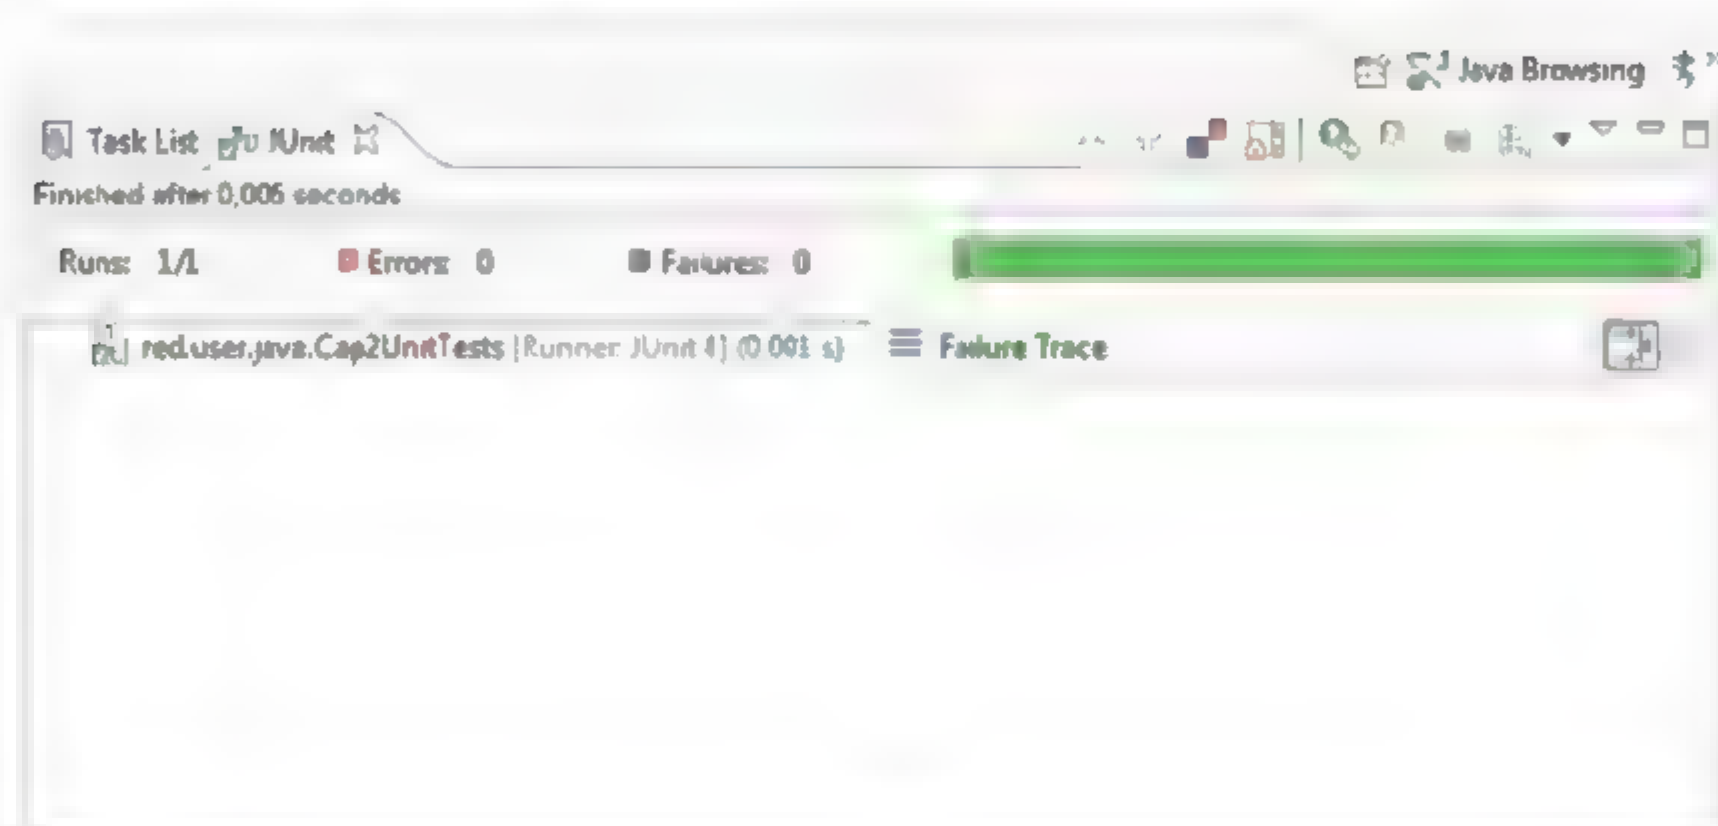 Java Browsing
Task List JUnit
Finished after 0,006 seconds
Runs: 1/1 Errors: 0 Failures: 0
red.user.java.Cap2UnitTests [Runner: JUnit 4] (0,001 s) Failure Trace